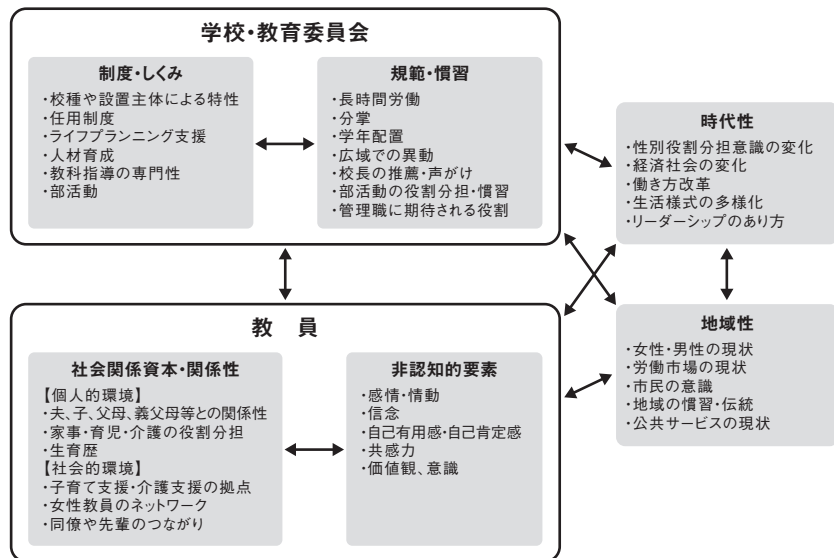 学校・教育委員会
制度・しくみ
・校種や設置主体による特性
・任用制度
・ライフプランニング支援
・人材育成
・教科指導の専門性
・部活動
規範・慣習
・長時間労働
・分掌
・学年配置
・広域での異動
・校長の推薦・声がけ
・部活動の役割分担・慣習
・管理職に期待される役割
時代性
・性別役割分担意識の変化
・経済社会の変化
・働き方改革
・生活様式の多様化
・リーダーシップのあり方
教　員
社会関係資本・関係性
【個人的環境】
・夫、子、父母、義父母等との関係性
・家事・育児・介護の役割分担
・生育歴
【社会的環境】
・子育て支援・介護支援の拠点
・女性教員のネットワーク
・同僚や先輩のつながり
非認知的要素
・感情・情動
・信念
・自己有用感・自己肯定感
・共感力
・価値観、意識
地域性
・女性・男性の現状
・労働市場の現状
・市民の意識
・地域の慣習・伝統
・公共サービスの現状